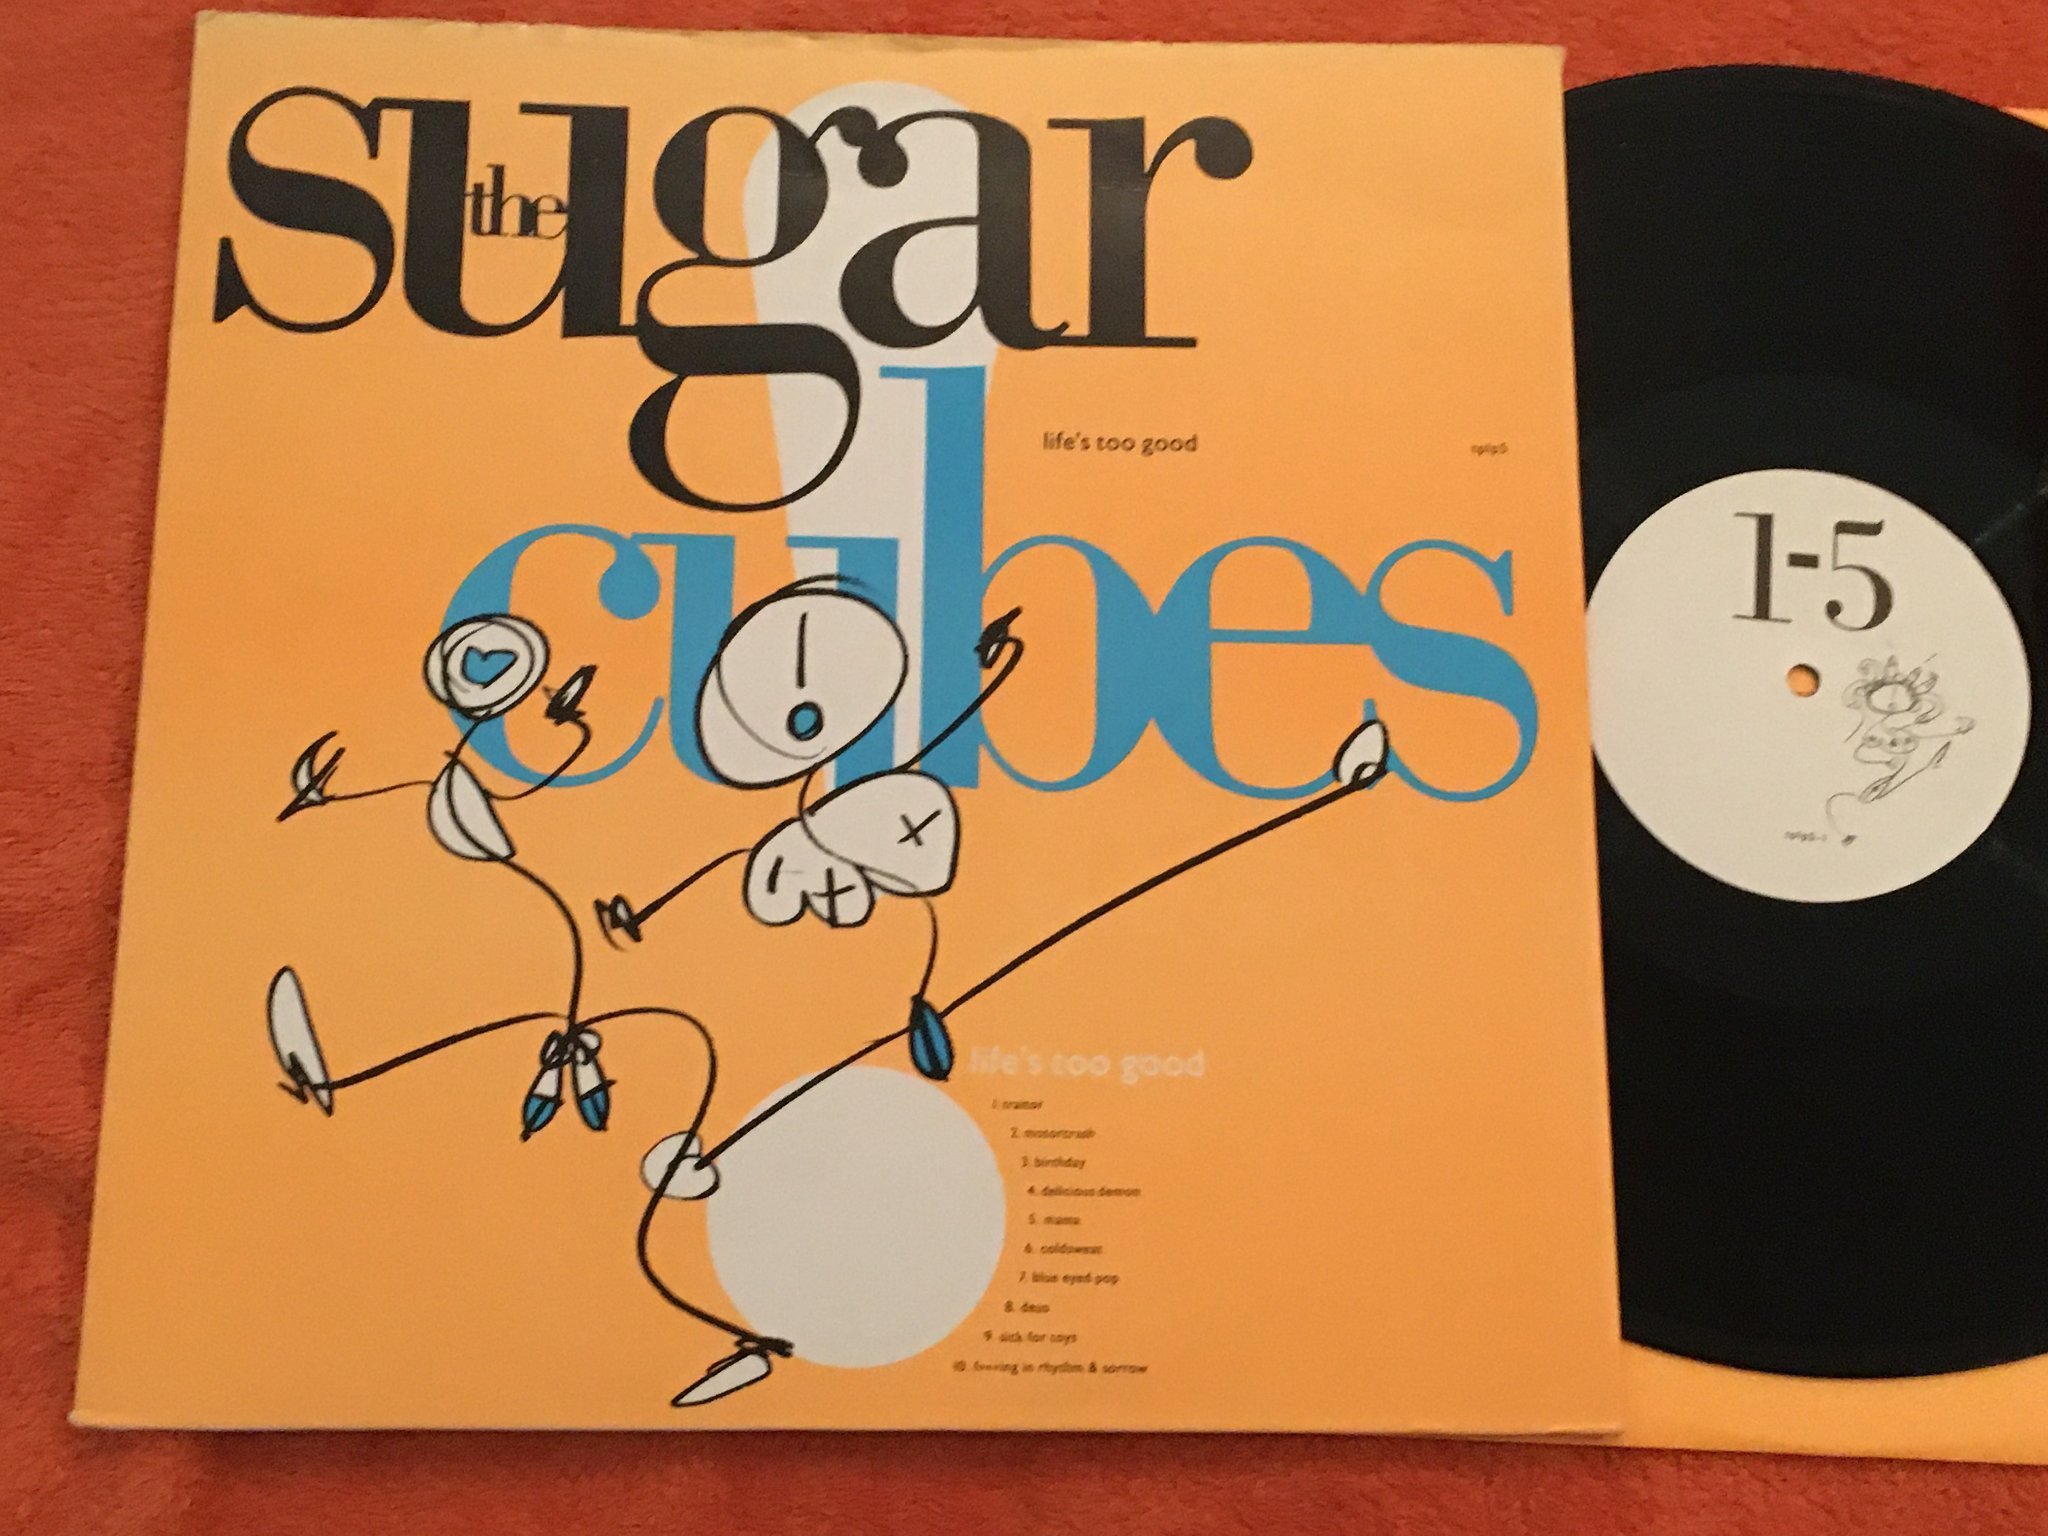 the
sugar
cubes
life's too good
tplp5
life's too good
1. traitor
2. motorcrash
3. birthday
4. delicious demon
5. mama
6. coldsweat
7. blue eyed pop
8. deus
9. sick for toys
10. fucking in rhythm & sorrow
1-5
tplp5-